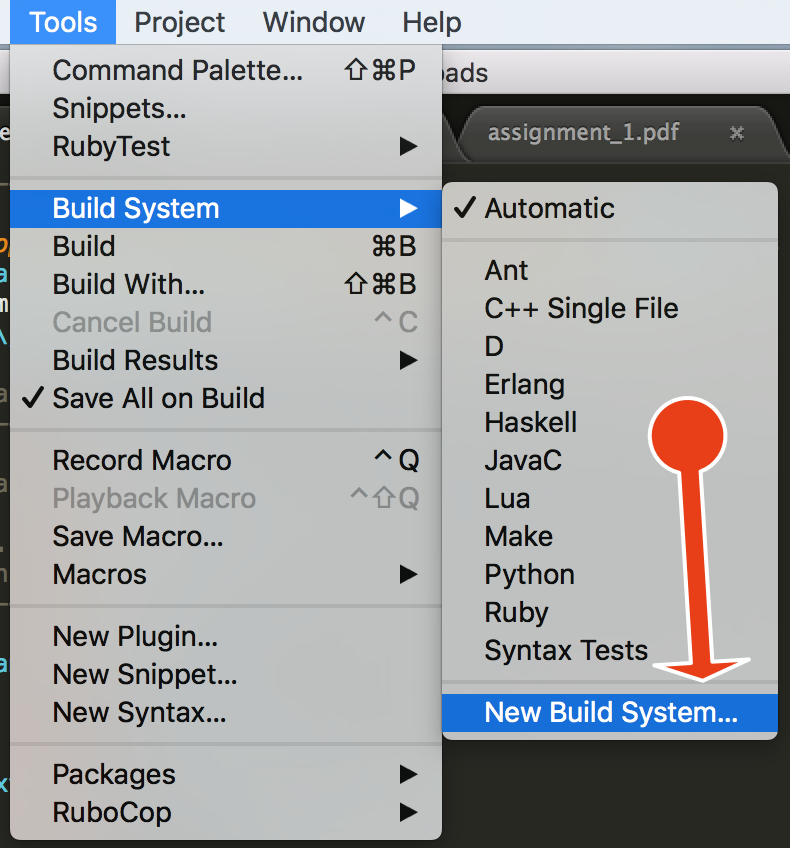 Tools Project Window Help
oads
assignment_1.pdf ×
Command Palette... ⇧⌘P
Snippets...
RubyTest ▶
Build System ▶
Build ⌘B
Build With... ⇧⌘B
Cancel Build ^C
Build Results ▶
✓ Save All on Build
Record Macro ^Q
Playback Macro ^⇧Q
Save Macro...
Macros ▶
New Plugin...
New Snippet...
New Syntax...
Packages ▶
RuboCop ▶
✓ Automatic
Ant
C++ Single File
D
Erlang
Haskell
JavaC
Lua
Make
Python
Ruby
Syntax Tests
New Build System...